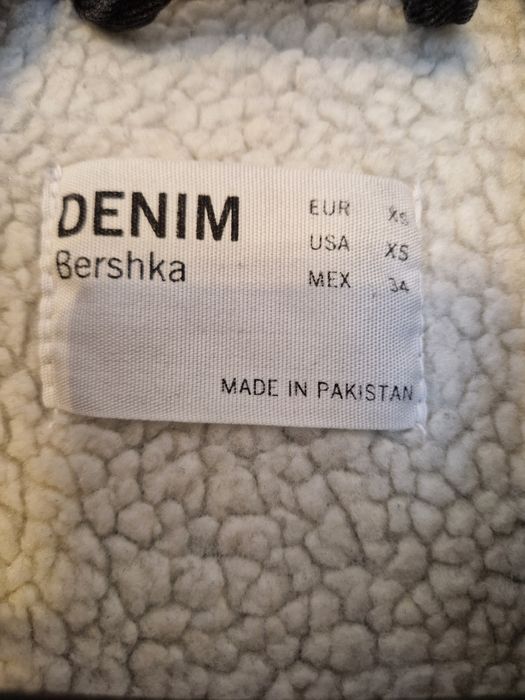 DENIM
Bershka
EUR XS
USA XS
MEX 34
MADE IN PAKISTAN